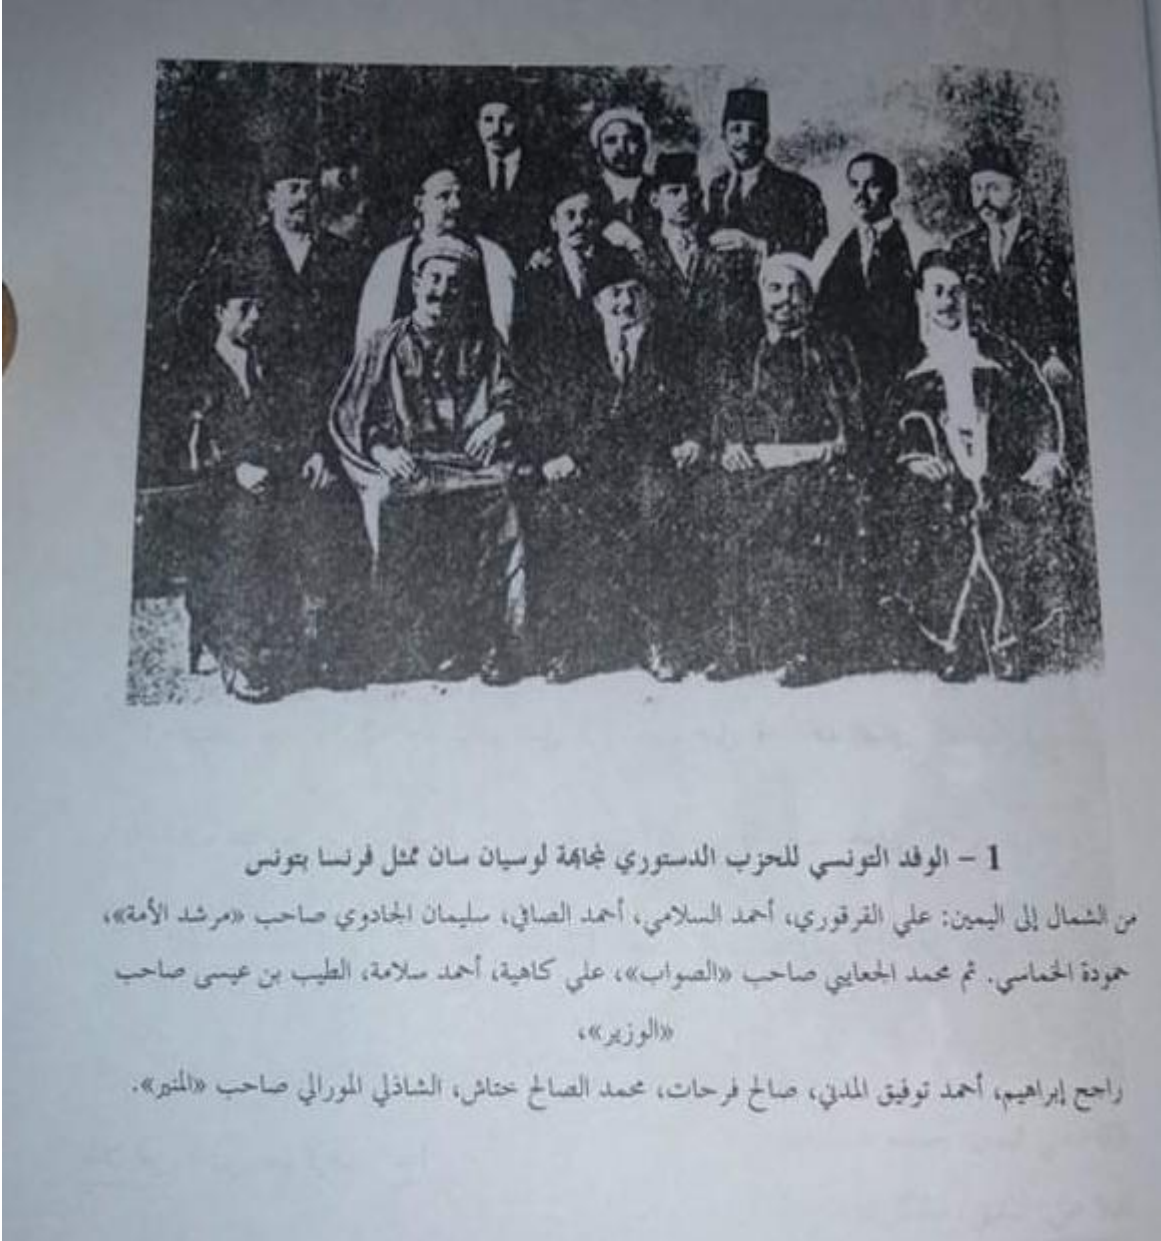 1 – الوفد التونسي للحزب الدستوري لمجابهة لوسيان سان ممثل فرنسا بتونس
من الشمال إلى اليمين: علي القرقوري، أحمد السلامي، أحمد الصافي، سليمان الجادوي صاحب «مرشد الأمة»،
حمودة الخماسي. ثم محمد الجعايبي صاحب «الصواب»، علي كاهية، أحمد سلامة، الطيب بن عيسى صاحب
«الوزير»،
راجح إبراهيم، أحمد توفيق المدني، صالح فرحات، محمد الصالح ختاش، الشاذلي المورالي صاحب «المنير».